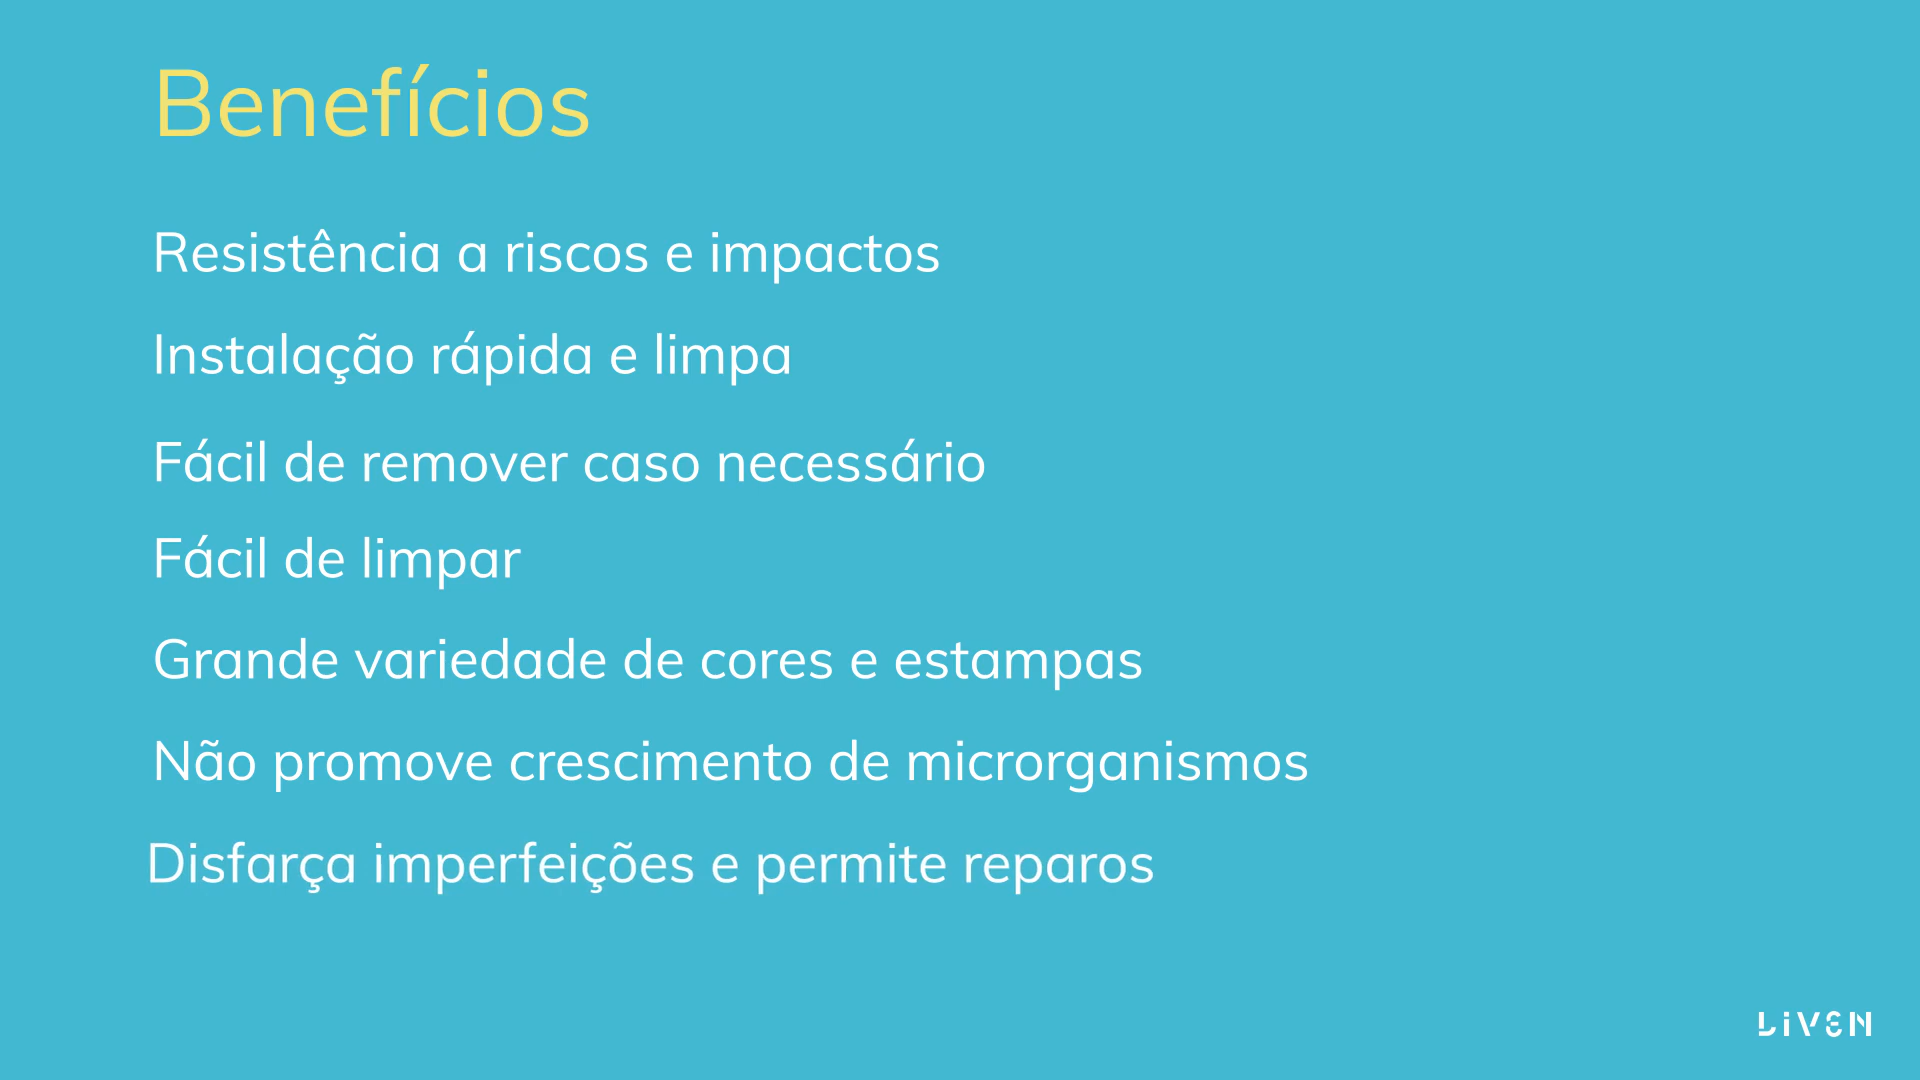 Benefícios
Resistência a riscos e impactos
Instalação rápida e limpa
Fácil de remover caso necessário
Fácil de limpar
Grande variedade de cores e estampas
Não promove crescimento de microrganismos
Disfarça imperfeições e permite reparos
LiVEN